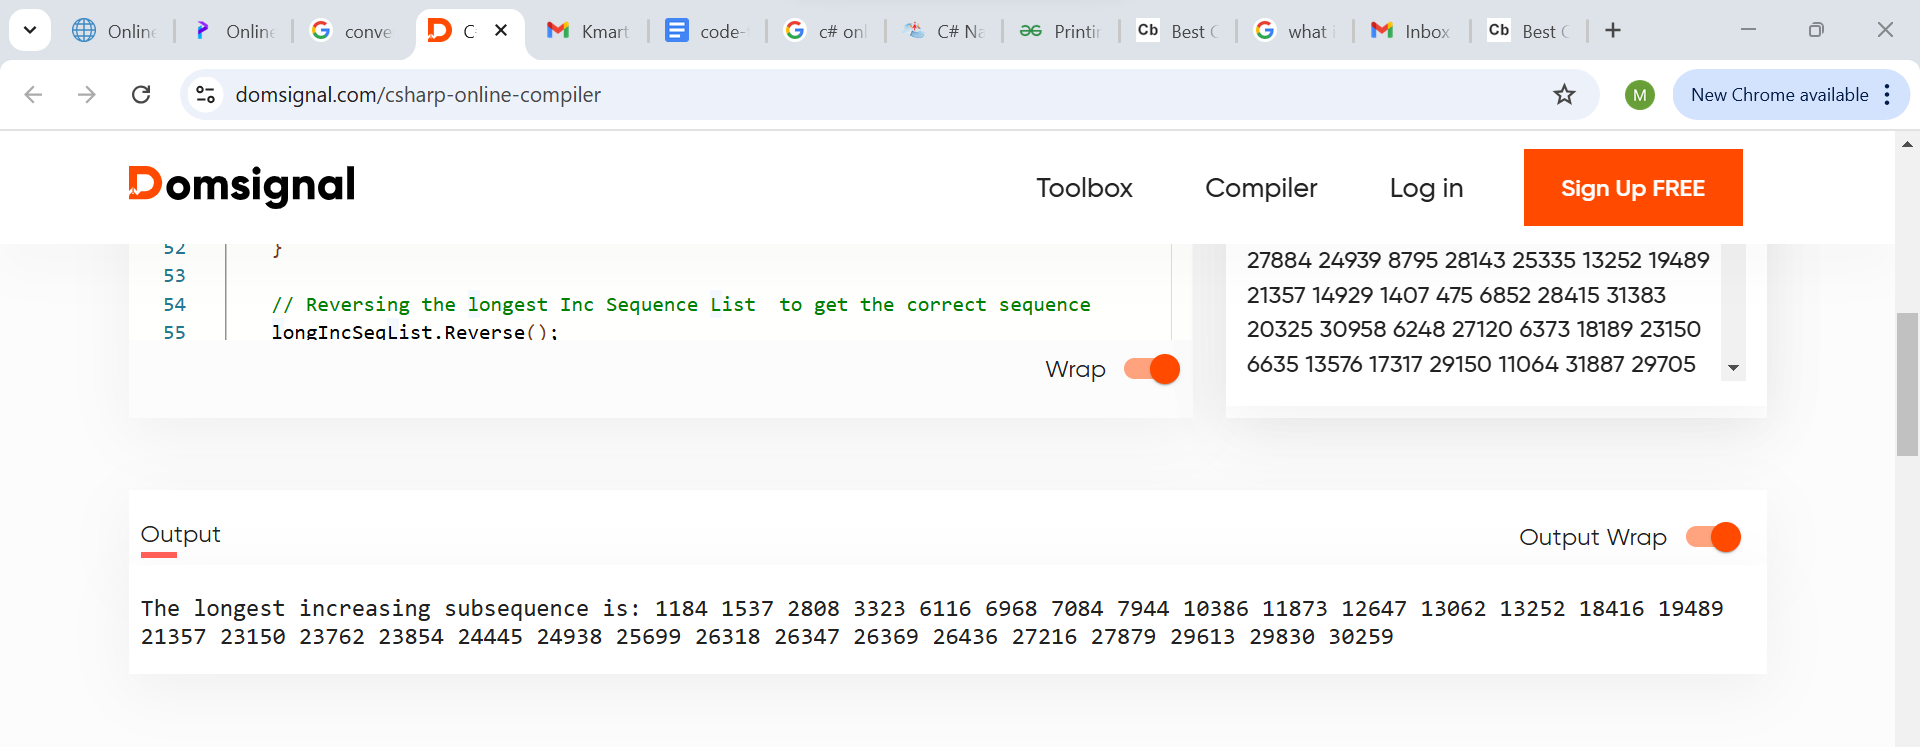 Online
Online
conve
C
Kmart
code-
c# onl
C# Na
Printin
Cb Best C
what i
Inbox
Cb Best C
domsignal.com/csharp-online-compiler
M
New Chrome available
Domsignal
Toolbox
Compiler
Log in
Sign Up FREE
52 }
53
54 // Reversing the longest Inc Sequence List  to get the correct sequence
55 longIncSeqList.Reverse();
Wrap
27884 24939 8795 28143 25335 13252 19489
21357 14929 1407 475 6852 28415 31383
20325 30958 6248 27120 6373 18189 23150
6635 13576 17317 29150 11064 31887 29705
Output
Output Wrap
The longest increasing subsequence is: 1184 1537 2808 3323 6116 6968 7084 7944 10386 11873 12647 13062 13252 18416 19489
21357 23150 23762 23854 24445 24938 25699 26318 26347 26369 26436 27216 27879 29613 29830 30259